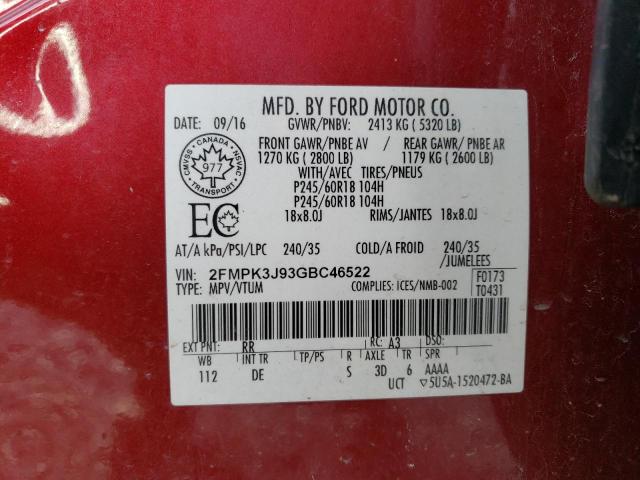 MFD. BY FORD MOTOR CO.
DATE: 09/16 GVWR/PNBV: 2413 KG ( 5320 LB)
FRONT GAWR/PNBE AV / REAR GAWR/ PNBE AR
1270 KG ( 2800 LB) 1179 KG ( 2600 LB)
WITH/AVEC TIRES/PNEUS
P245/60R18 104H
P245/60R18 104H
18x8.0J RIMS/JANTES 18x8.0J
CANADA
CMVSS NSVAC
977
TRANSPORT
EC
AT/A kPa/PSI/LPC 240/35 COLD/A FROID 240/35
/JUMELEES
VIN: 2FMPK3J93GBC46522 F0173
TYPE: MPV/VTUM COMPLIES: ICES/NMB-002 T0431
EXT PNT: RR RC: A3 DSO:
WB INT TR TP/PS R AXLE TR SPR
112 DE S 3D 6 AAAA
UCT ▽5U5A-1520472-BA